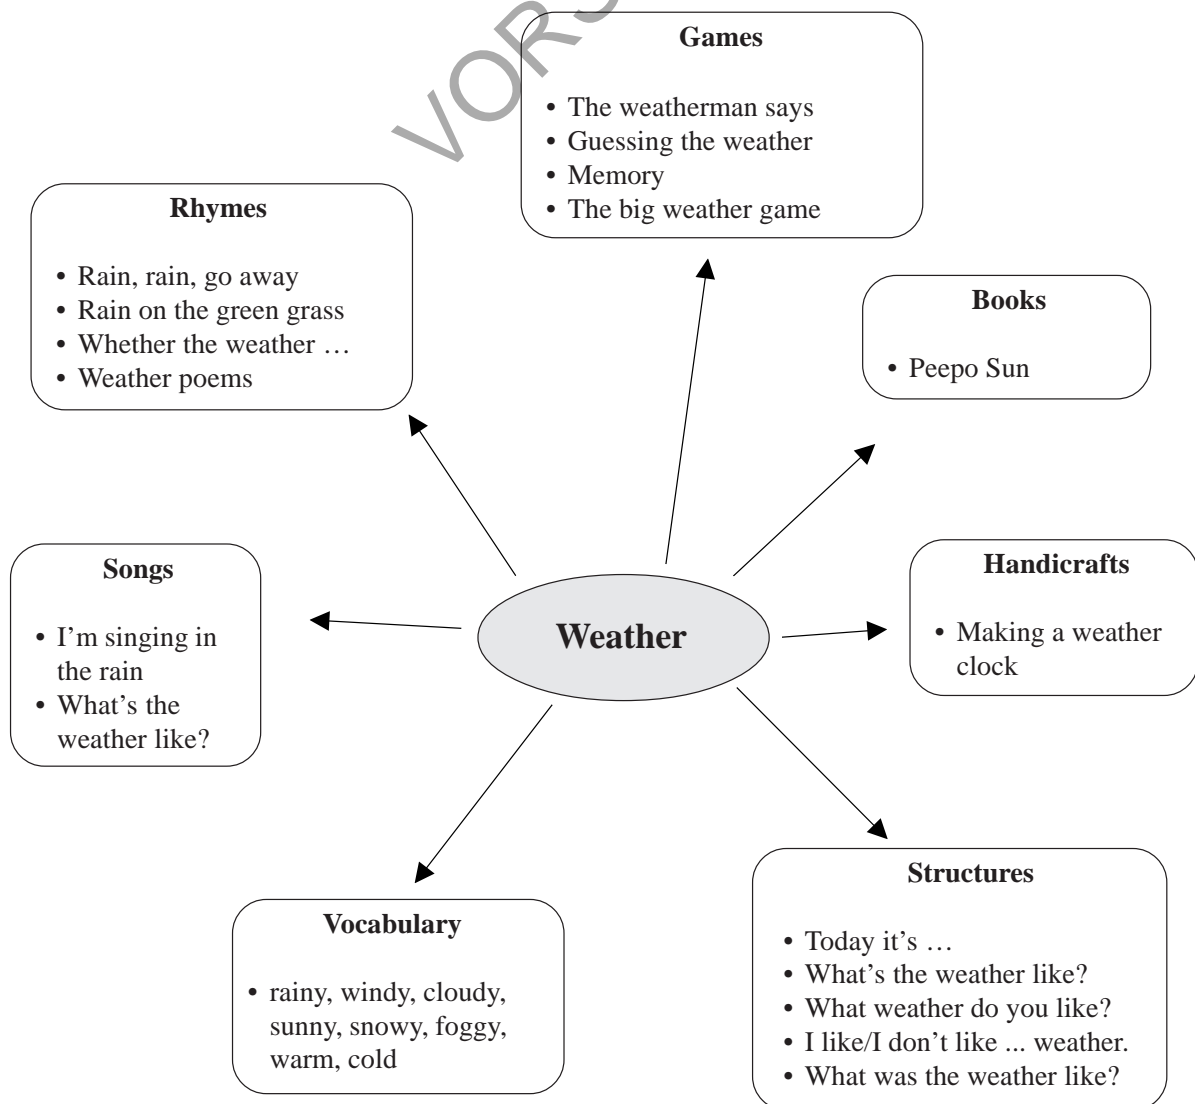 VORS
Games
• The weatherman says
• Guessing the weather
• Memory
• The big weather game
Rhymes
• Rain, rain, go away
• Rain on the green grass
• Whether the weather …
• Weather poems
Books
• Peepo Sun
Songs
• I'm singing in
the rain
• What's the
weather like?
Weather
Handicrafts
• Making a weather
clock
Vocabulary
• rainy, windy, cloudy,
sunny, snowy, foggy,
warm, cold
Structures
• Today it's …
• What's the weather like?
• What weather do you like?
• I like/I don't like ... weather.
• What was the weather like?